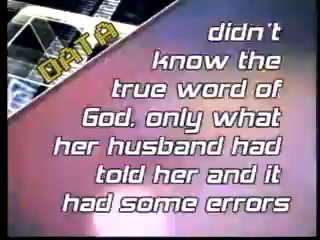 DATA
didn't
know the
true word of
God, only what
her husband had
told her and it
had some errors